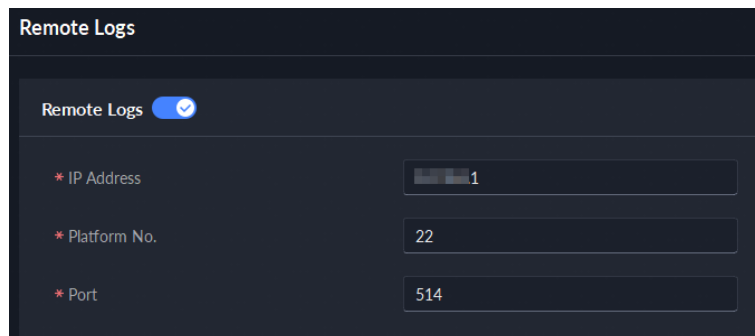 Remote Logs
Remote Logs
* IP Address
.1
* Platform No.
22
* Port
514